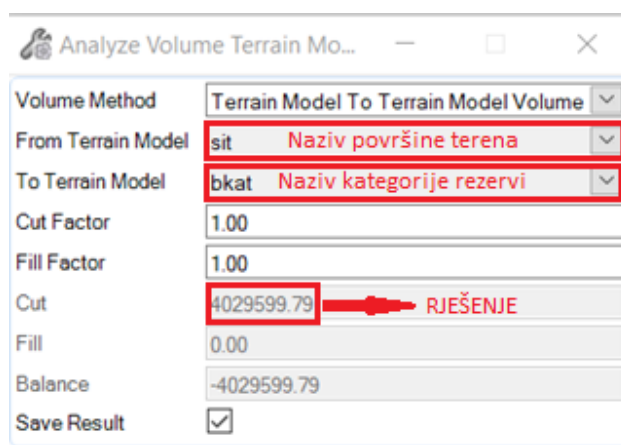 Analyze Volume Terrain Mo...
Volume Method Terrain Model To Terrain Model Volume
From Terrain Model sit Naziv površine terena
To Terrain Model bkat Naziv kategorije rezervi
Cut Factor 1.00
Fill Factor 1.00
Cut 4029599.79 RJEŠENJE
Fill 0.00
Balance -4029599.79
Save Result